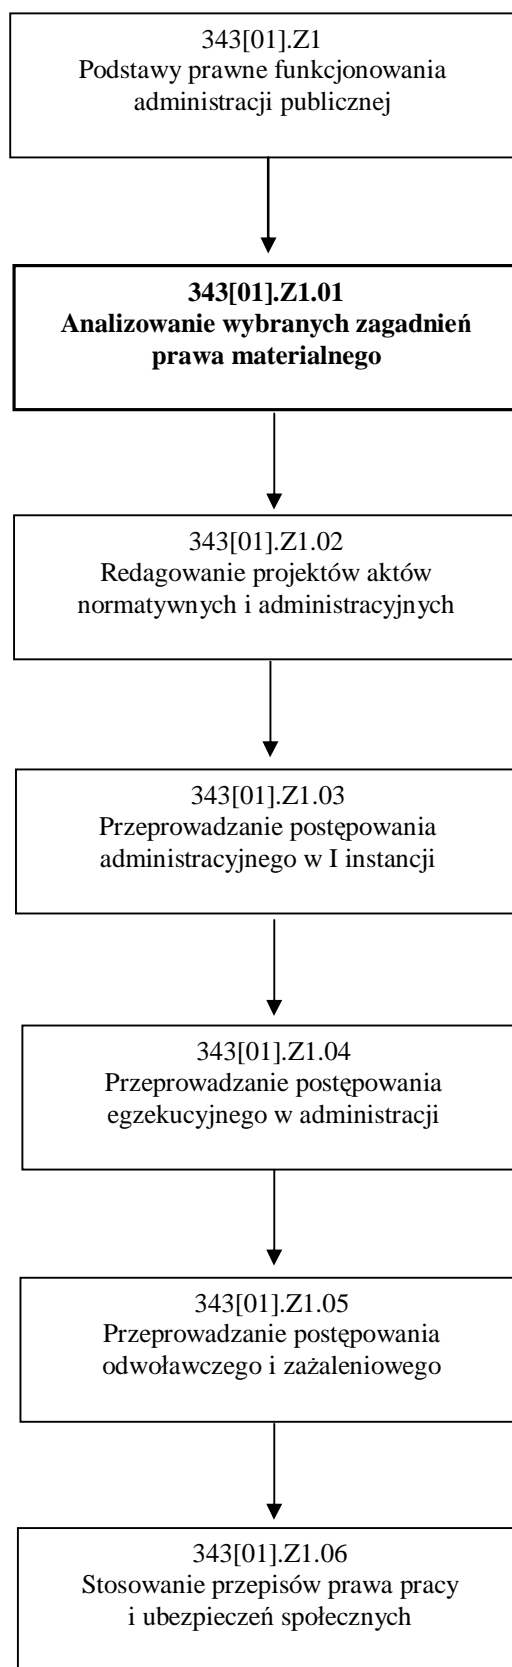 343[01].Z1
Podstawy prawne funkcjonowania
administracji publicznej
343[01].Z1.01
Analizowanie wybranych zagadnień
prawa materialnego
343[01].Z1.02
Redagowanie projektów aktów
normatywnych i administracyjnych
343[01].Z1.03
Przeprowadzanie postępowania
administracyjnego w I instancji
343[01].Z1.04
Przeprowadzanie postępowania
egzekucyjnego w administracji
343[01].Z1.05
Przeprowadzanie postępowania
odwoławczego i zażaleniowego
343[01].Z1.06
Stosowanie przepisów prawa pracy
i ubezpieczeń społecznych